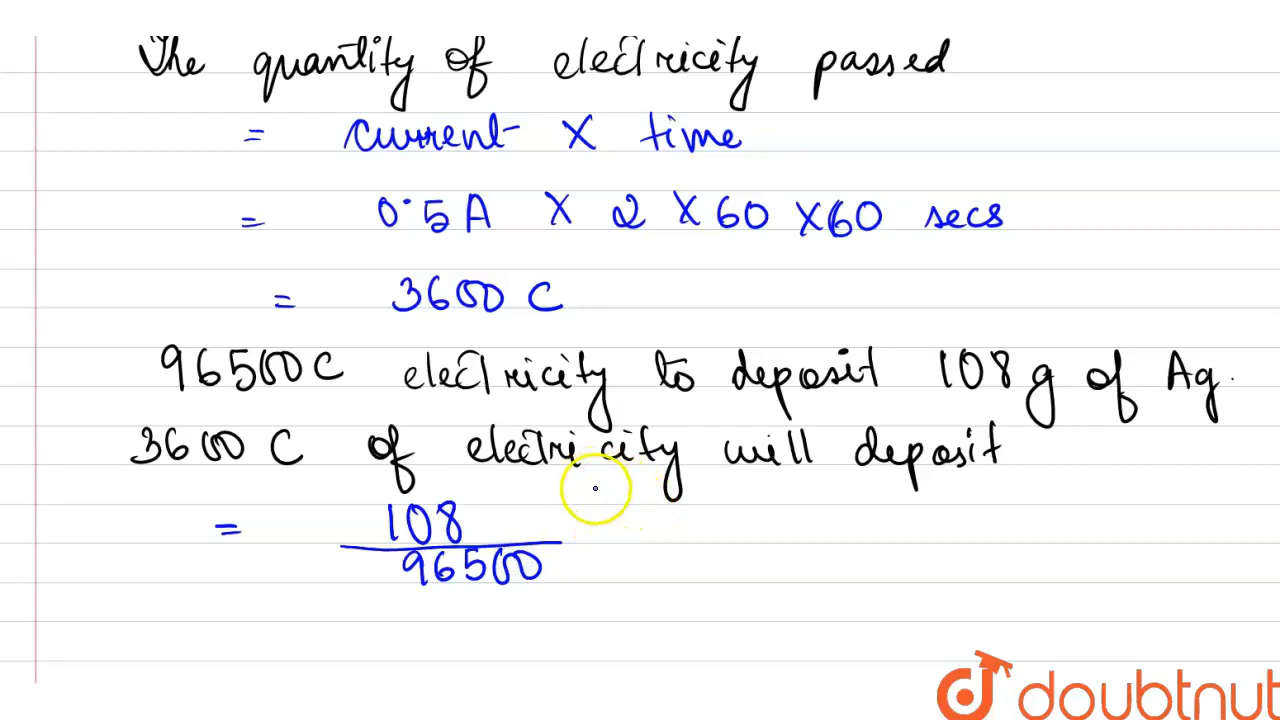 The quantity of electricity passed
= current X time
= 0.5 A X 2 X 60 X 60 secs
= 3600 C
96500 C electricity to deposit 108 g of Ag.
3600 C of electricity will deposit
= 108
96500
doubtnut